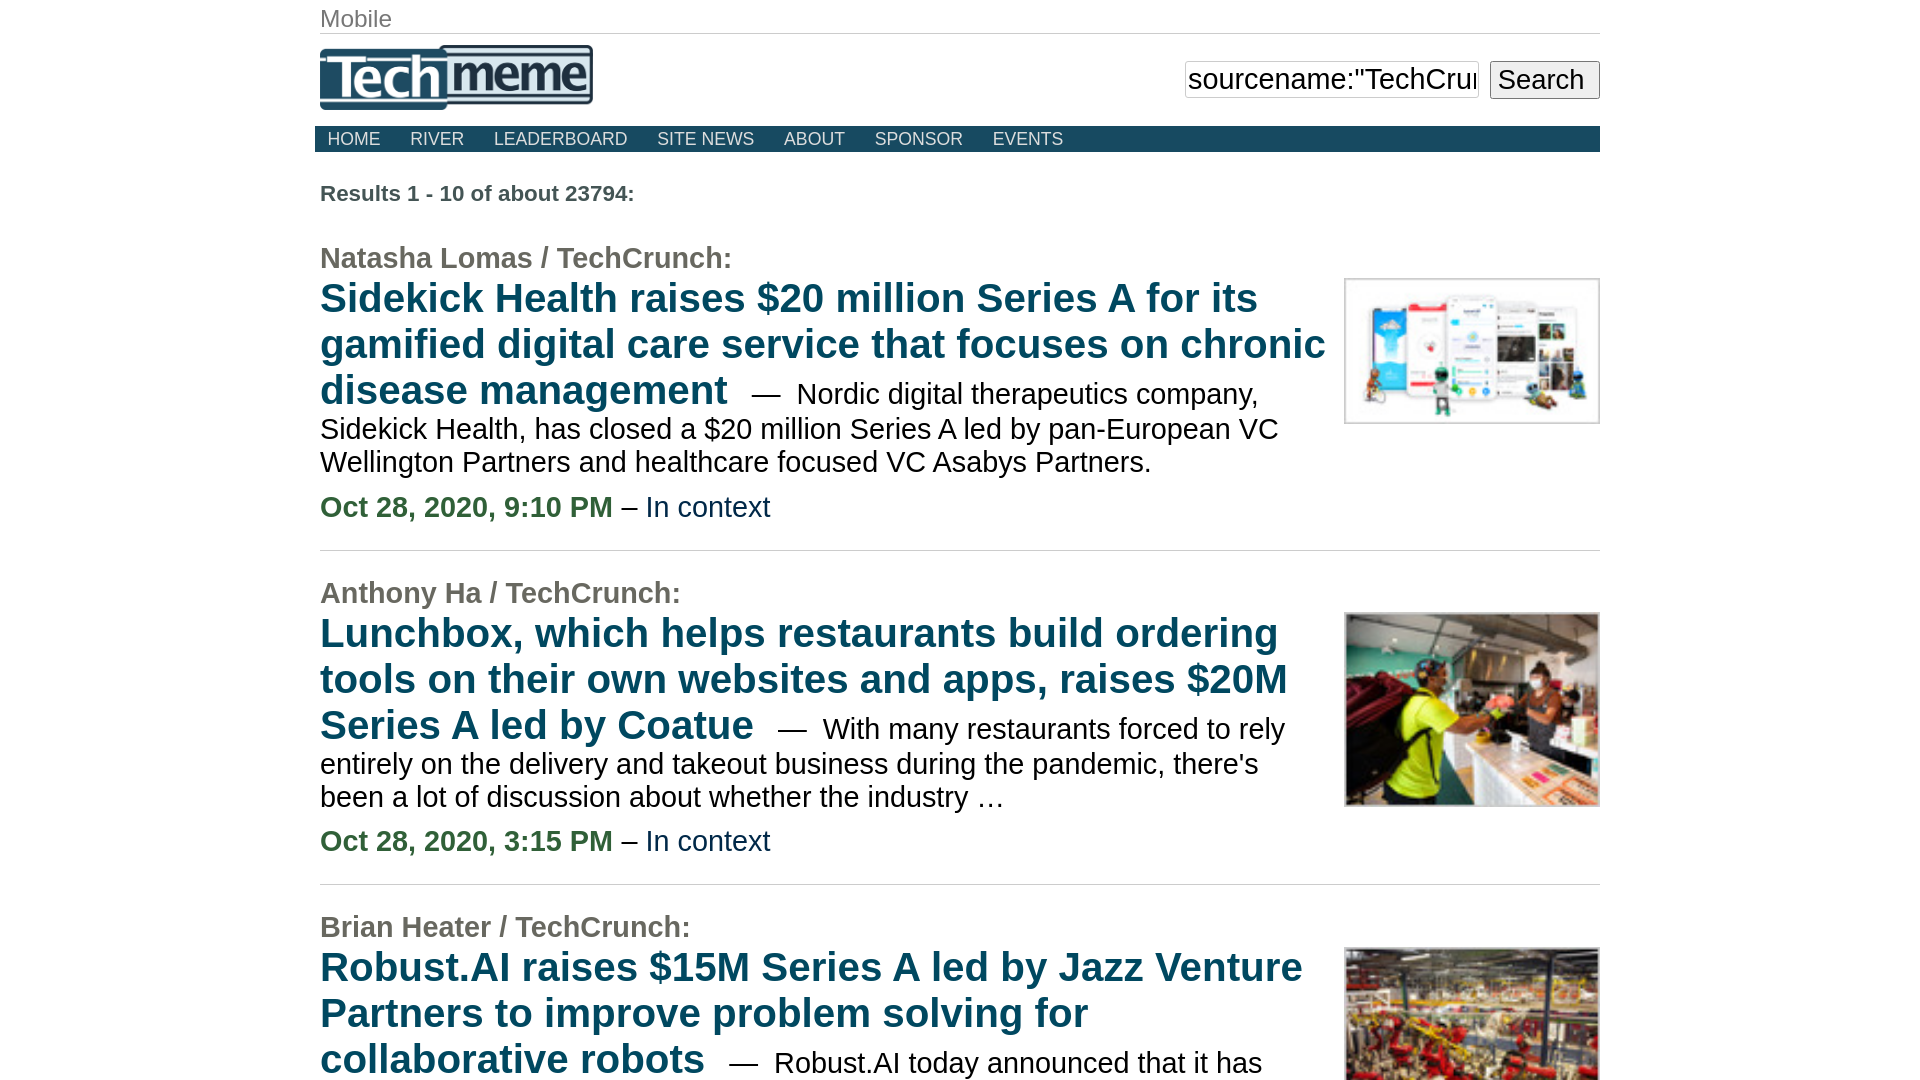 Mobile
Techmeme
sourcename:"TechCrun
Search
HOME RIVER LEADERBOARD SITE NEWS ABOUT SPONSOR EVENTS
Results 1 - 10 of about 23794:
Natasha Lomas / TechCrunch:
Sidekick Health raises $20 million Series A for its
gamified digital care service that focuses on chronic
disease management — Nordic digital therapeutics company,
Sidekick Health, has closed a $20 million Series A led by pan-European VC
Wellington Partners and healthcare focused VC Asabys Partners.
Oct 28, 2020, 9:10 PM – In context
Anthony Ha / TechCrunch:
Lunchbox, which helps restaurants build ordering
tools on their own websites and apps, raises $20M
Series A led by Coatue — With many restaurants forced to rely
entirely on the delivery and takeout business during the pandemic, there's
been a lot of discussion about whether the industry …
Oct 28, 2020, 3:15 PM – In context
Brian Heater / TechCrunch:
Robust.AI raises $15M Series A led by Jazz Venture
Partners to improve problem solving for
collaborative robots — Robust.AI today announced that it has